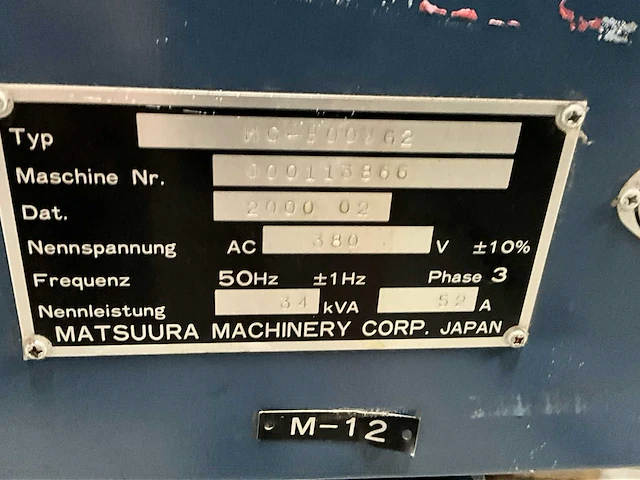 Typ
Maschine Nr.
Dat. 2000 02
Nennspannung AC 380 V ±10%
Frequenz 50Hz ±1Hz Phase 3
Nennleistung 34 kVA 52 A
MATSUURA MACHINERY CORP. JAPAN
M-12